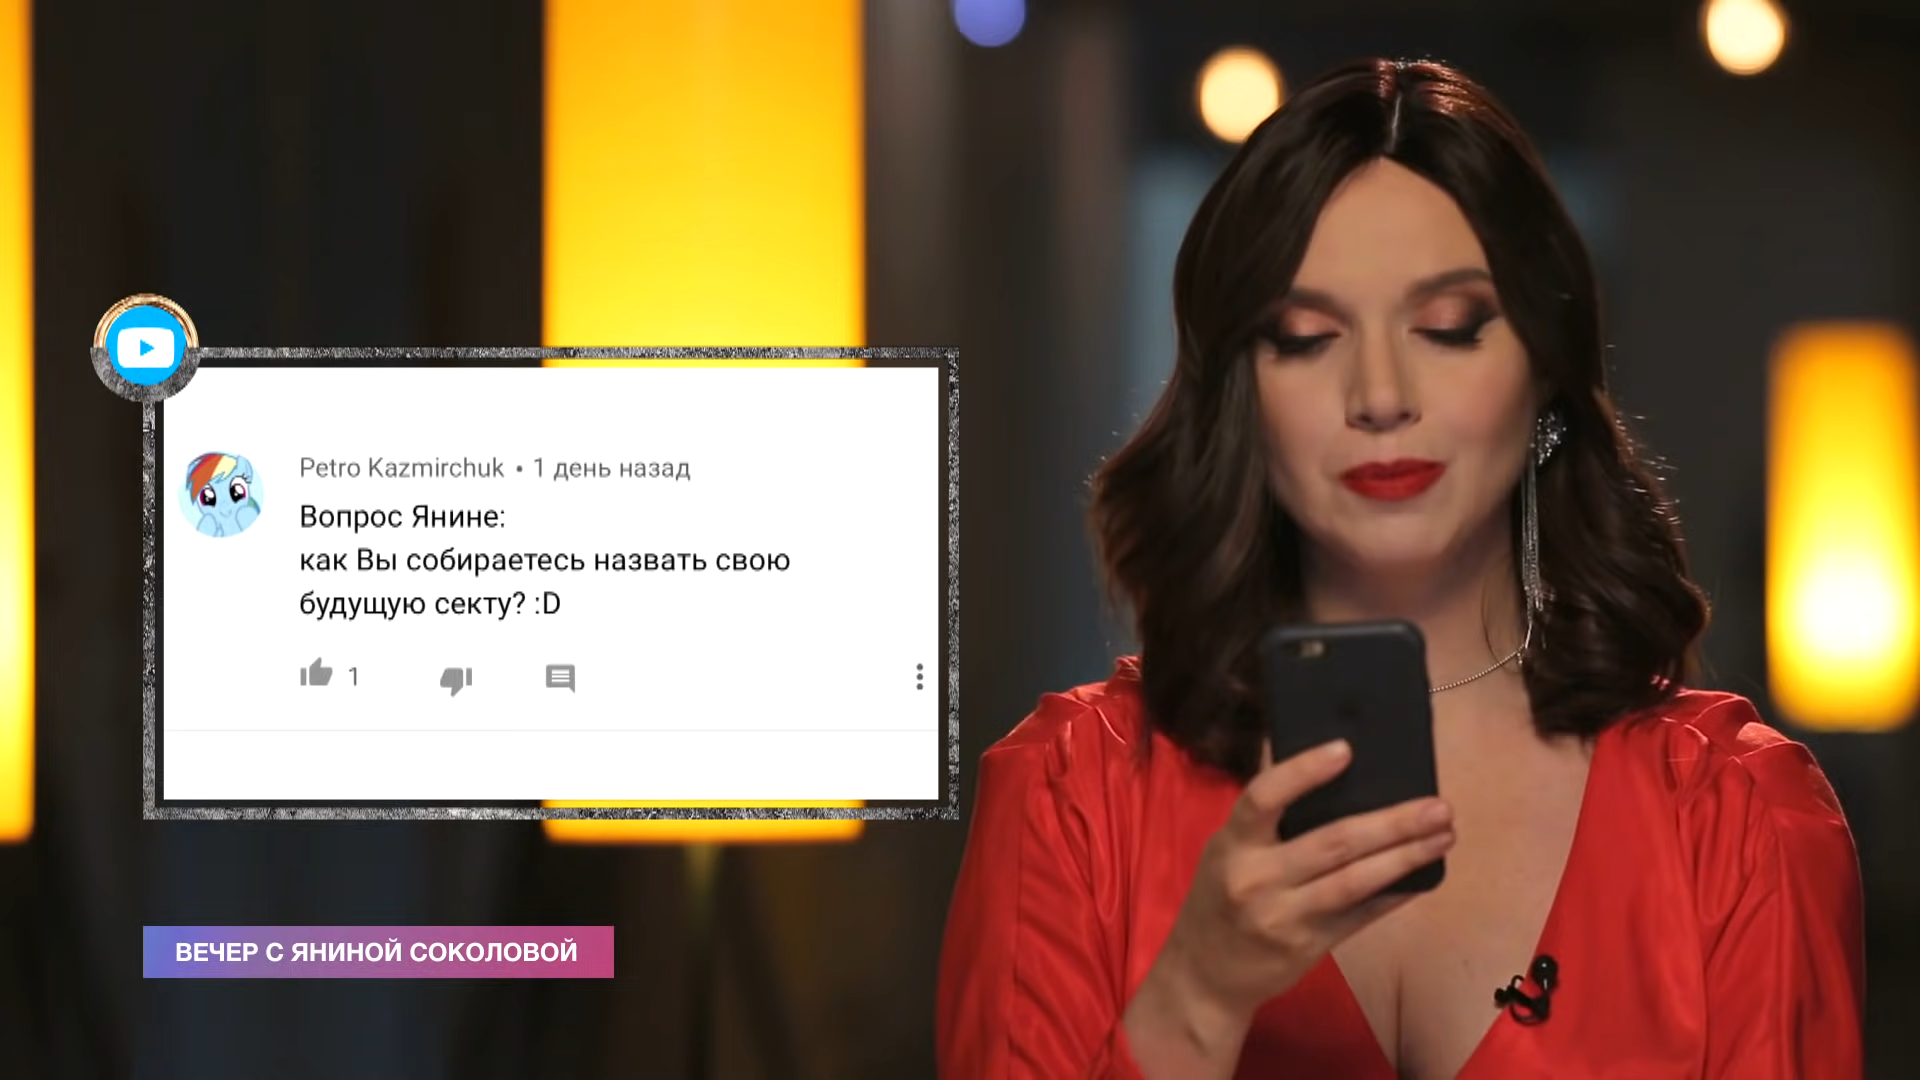 Petro Kazmirchuk • 1 день назад
Вопрос Янине:
как Вы собираетесь назвать свою
будущую секту? :D
1
ВЕЧЕР С ЯНИНОЙ СОКОЛОВОЙ